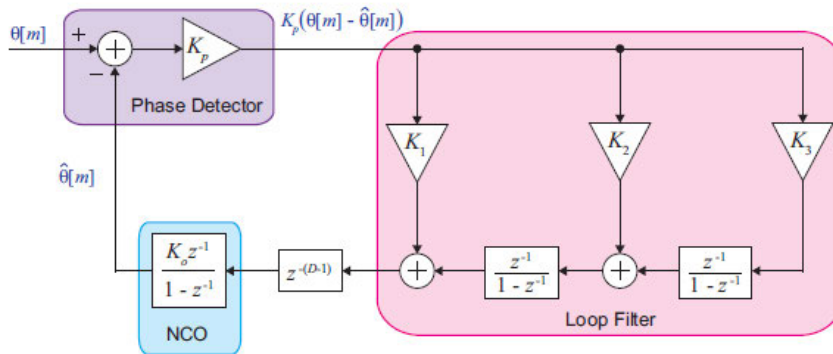 K_p(θ[m] - θ̂[m])
θ[m]
+
+
−
K_p
Phase Detector
K_1
K_2
K_3
θ̂[m]
K_o z^-1
1 - z^-1
z^-(D-1)
+
z^-1
1 - z^-1
+
z^-1
1 - z^-1
NCO
Loop Filter